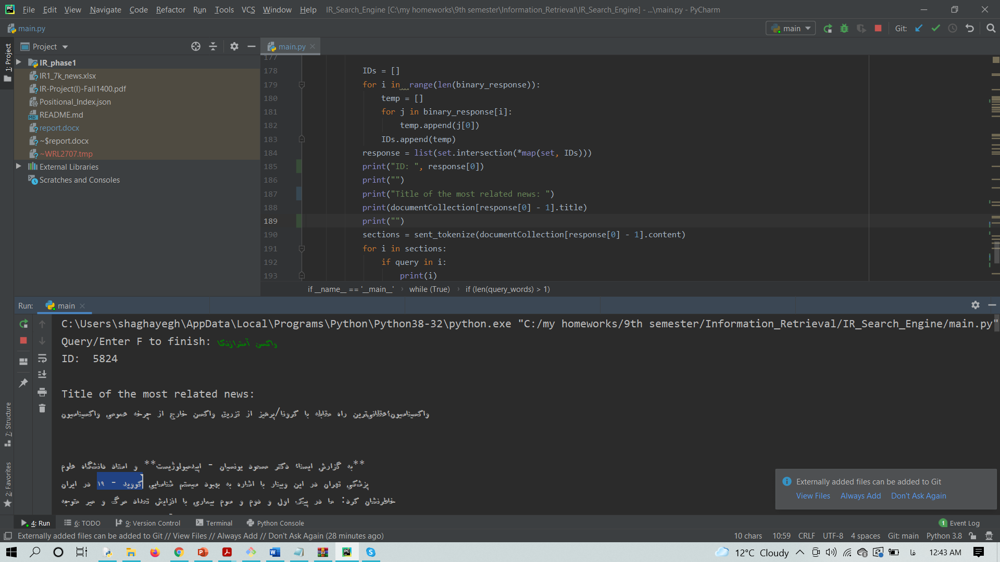 File Edit View Navigate Code Refactor Run Tools VCS Window Help IR_Search_Engine [C:\my homeworks\9th semester\Information_Retrieval\IR_Search_Engine] - ...\main.py - PyCharm
main.py
main
Git:
1: Project
Project
main.py
IR_phase1
IR1_7k_news.xlsx
IR-Project(I)-Fall1400.pdf
Positional_Index.json
README.md
report.docx
~$report.docx
~WRL2707.tmp
External Libraries
Scratches and Consoles
177
178 IDs = []
179 for i in range(len(binary_response)):
180 temp = []
181 for j in binary_response[i]:
182 temp.append(j[0])
183 IDs.append(temp)
184 response = list(set.intersection(*map(set, IDs)))
185 print("ID: ", response[0])
186 print("")
187 print("Title of the most related news: ")
188 print(documentCollection[response[0] - 1].title)
189 print("")
190 sections = sent_tokenize(documentCollection[response[0] - 1].content)
191 for i in sections:
192 if query in i:
193 print(i)
if __name__ == '__main__' › while (True) › if (len(query_words) > 1)
Run: main
C:\Users\shaghayegh\AppData\Local\Programs\Python\Python38-32\python.exe "C:/my homeworks/9th semester/Information_Retrieval/IR_Search_Engine/main.py"
Query/Enter F to finish: واکسن آسترازنکا
ID:  5824
Title of the most related news:
واکسیناسیون؛عقلانی‌ترین راه مقابله با کرونا/پرهیز از تزریق واکسن خارج از چرخه عمومی واکسیناسیون
**به گزارش ایسنا، دکتر مسعود یونسیان - اپیدمیولوژیست** و استاد دانشگاه علوم
پزشکی تهران در این وبینار با اشاره به بهبود سیستم شناسایی کووید - ۱۹ در ایران
خاطرنشان کرد: ما در پیک اول و دوم و سوم بیماری با افزایش تعداد مرگ و میر متوجه
7: Structure
2: Favorites
Externally added files can be added to Git
View Files Always Add Don't Ask Again
4: Run 6: TODO 9: Version Control Terminal Python Console 1 Event Log
Externally added files can be added to Git // View Files // Always Add // Don't Ask Again (28 minutes ago) 10 chars 10:59 CRLF UTF-8 4 spaces Git: main Python 3.8
12°C Cloudy فا 12:43 AM